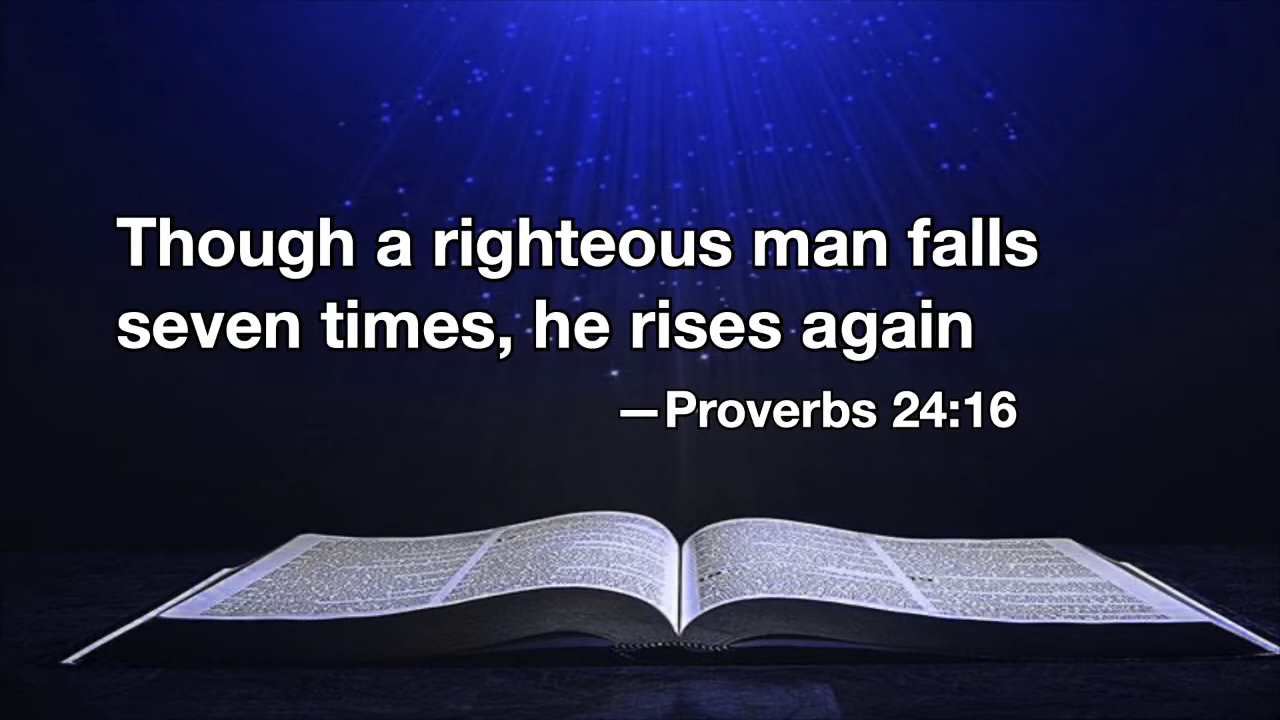 Though a righteous man falls
seven times, he rises again
—Proverbs 24:16